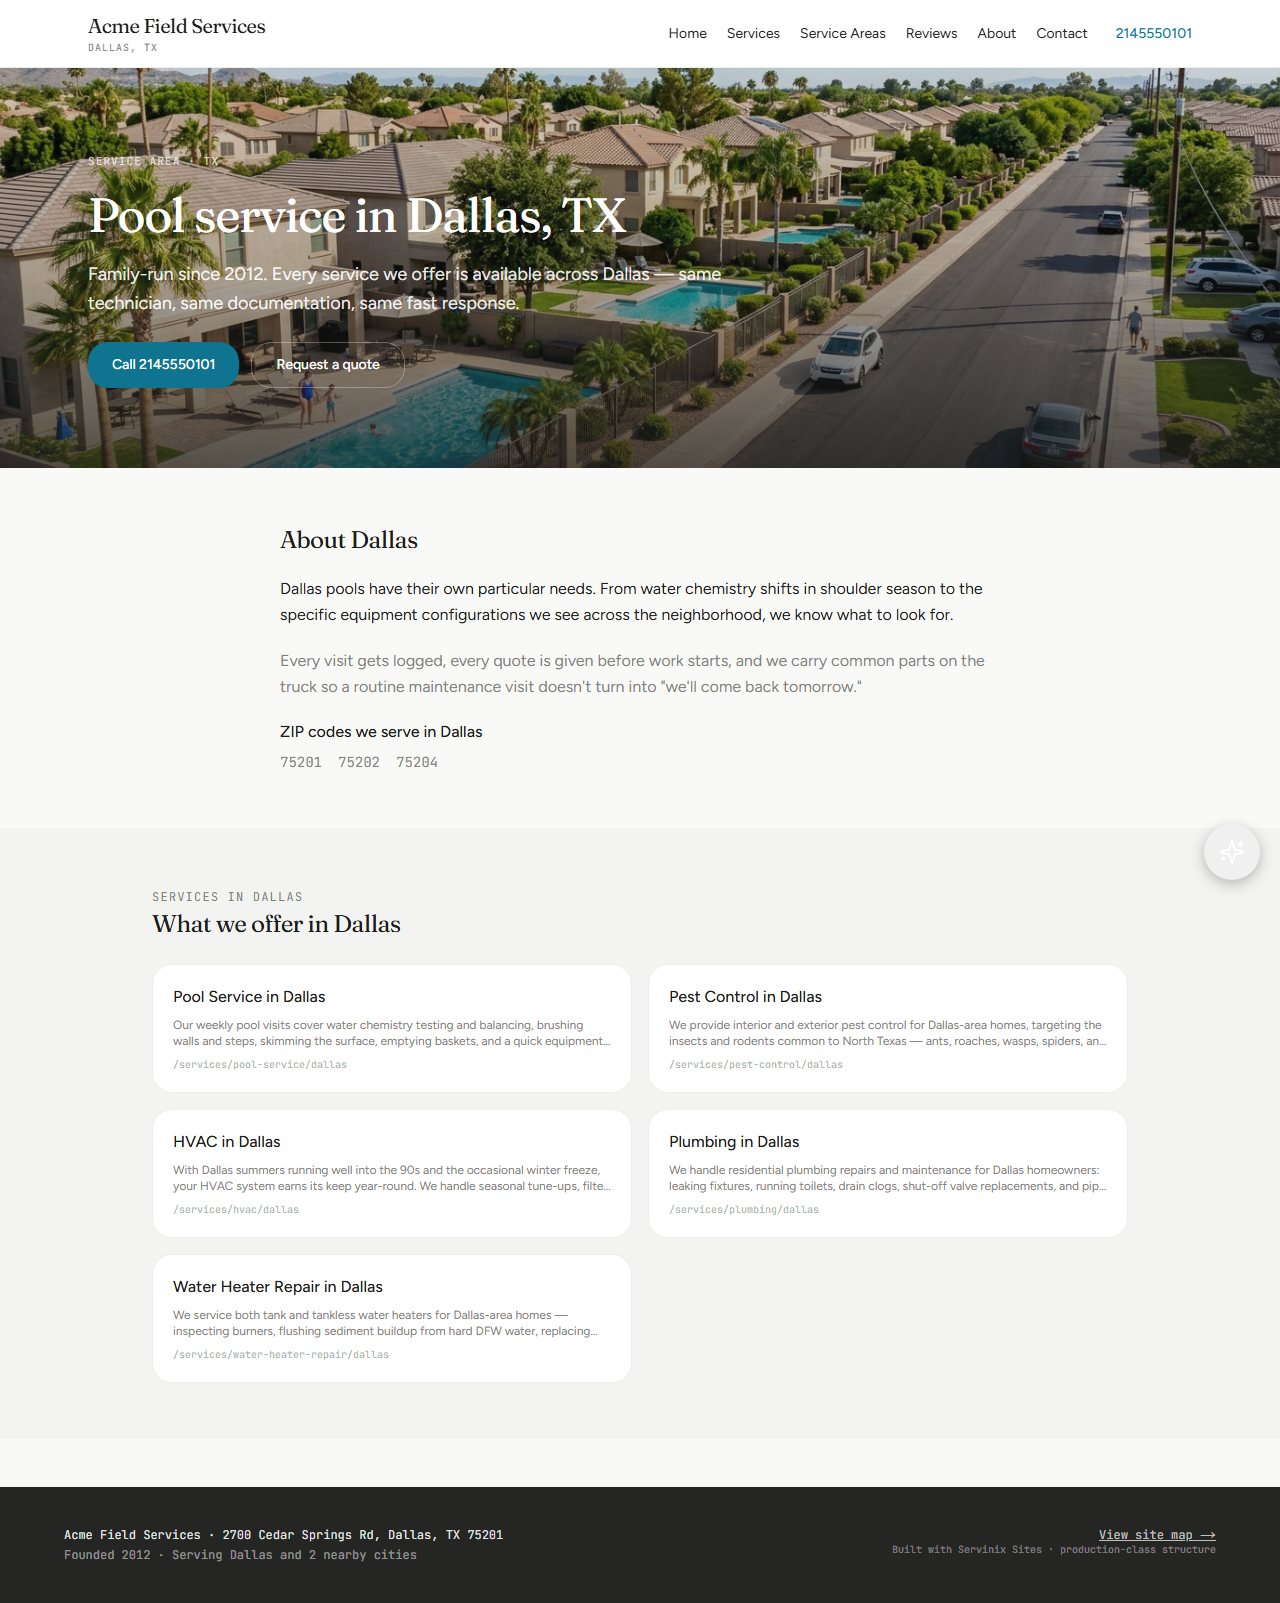 Acme Field Services
DALLAS, TX
Home Services Service Areas Reviews About Contact 2145550101
SERVICE AREA · TX
Pool service in Dallas, TX
Family-run since 2012. Every service we offer is available across Dallas — same
technician, same documentation, same fast response.
Call 2145550101
Request a quote
About Dallas
Dallas pools have their own particular needs. From water chemistry shifts in shoulder season to the
specific equipment configurations we see across the neighborhood, we know what to look for.
Every visit gets logged, every quote is given before work starts, and we carry common parts on the
truck so a routine maintenance visit doesn't turn into "we'll come back tomorrow."
ZIP codes we serve in Dallas
75201 75202 75204
SERVICES IN DALLAS
What we offer in Dallas
Pool Service in Dallas
Our weekly pool visits cover water chemistry testing and balancing, brushing
walls and steps, skimming the surface, emptying baskets, and a quick equipment…
/services/pool-service/dallas
Pest Control in Dallas
We provide interior and exterior pest control for Dallas-area homes, targeting the
insects and rodents common to North Texas — ants, roaches, wasps, spiders, an…
/services/pest-control/dallas
HVAC in Dallas
With Dallas summers running well into the 90s and the occasional winter freeze,
your HVAC system earns its keep year-round. We handle seasonal tune-ups, filte…
/services/hvac/dallas
Plumbing in Dallas
We handle residential plumbing repairs and maintenance for Dallas homeowners:
leaking fixtures, running toilets, drain clogs, shut-off valve replacements, and pip…
/services/plumbing/dallas
Water Heater Repair in Dallas
We service both tank and tankless water heaters for Dallas-area homes —
inspecting burners, flushing sediment buildup from hard DFW water, replacing…
/services/water-heater-repair/dallas
Acme Field Services · 2700 Cedar Springs Rd, Dallas, TX 75201
Founded 2012 · Serving Dallas and 2 nearby cities
View site map →
Built with Servinix Sites · production-class structure